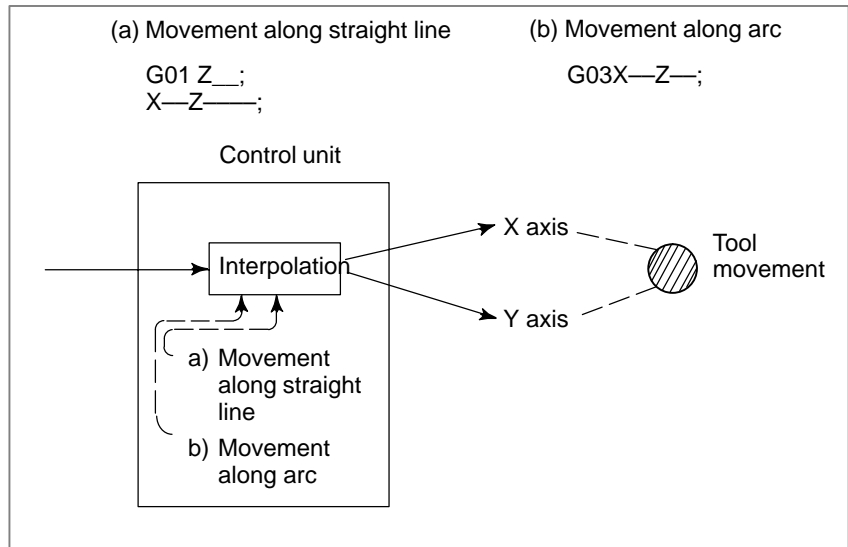 (a) Movement along straight line
(b) Movement along arc
G01 Z__;
X––Z––––;
G03X––Z––;
Control unit
Interpolation
X axis
Y axis
Tool
movement
a) Movement
along straight
line
b) Movement
along arc